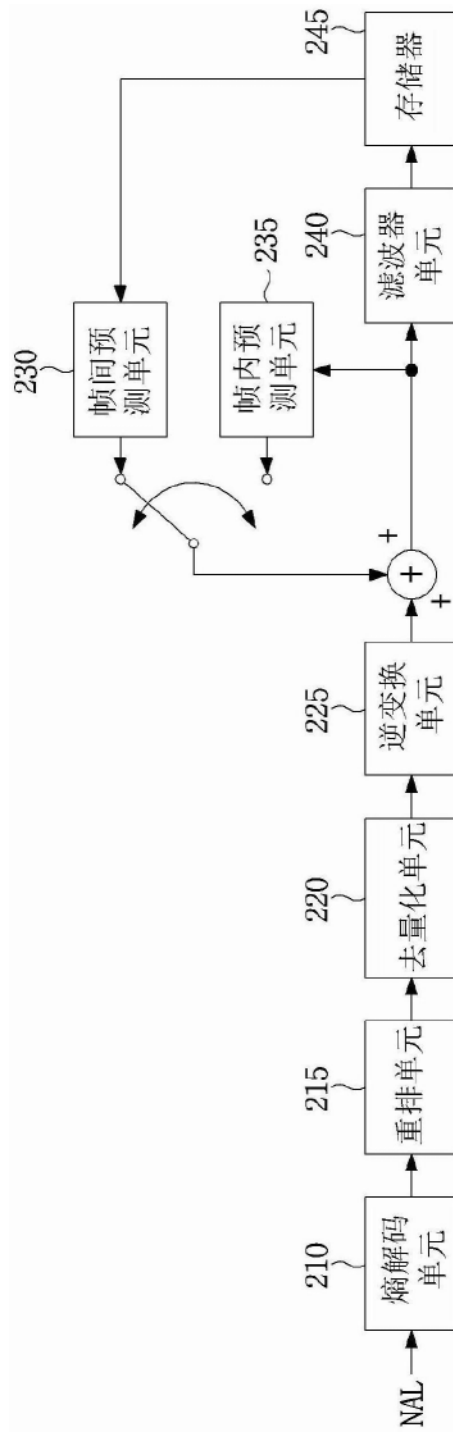 NAL
210
熵解码
单元
215
重排单元
220
去量化单元
225
逆变换
单元
+
+
+
230
帧间预
测单元
235
帧内预
测单元
240
滤波器
单元
245
存储器